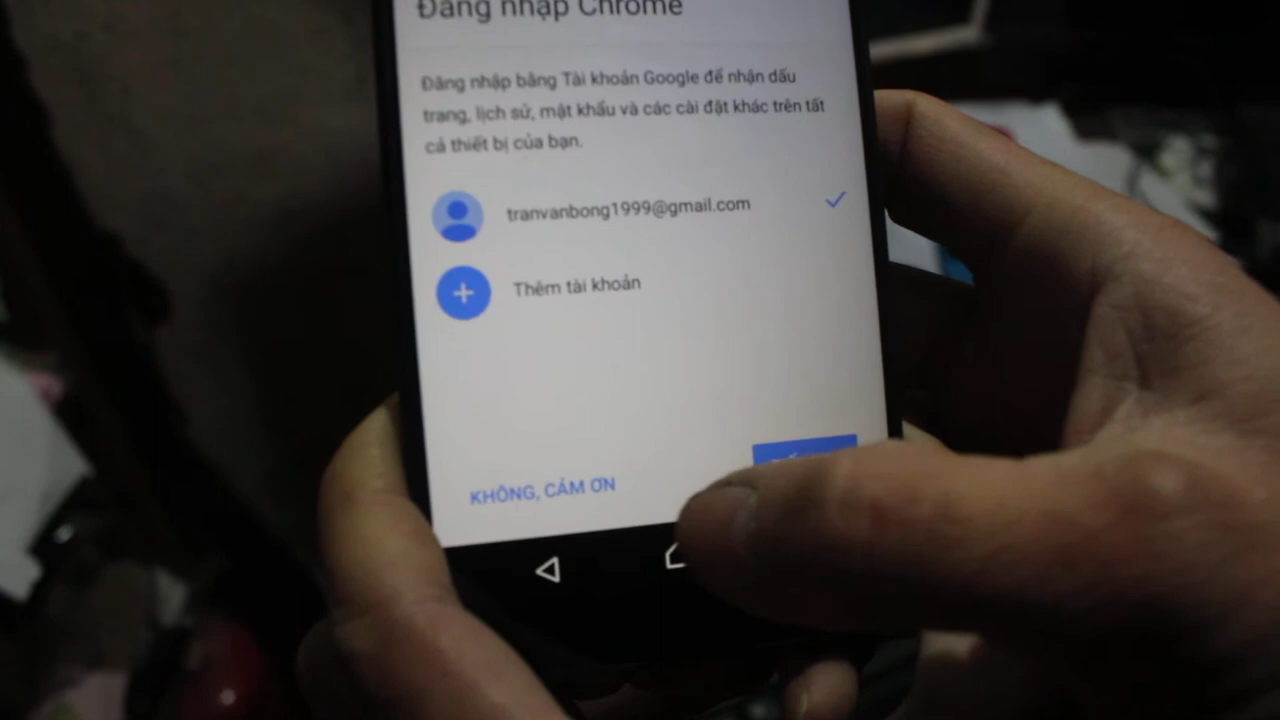 Đăng nhập Chrome
Đăng nhập bằng Tài khoản Google để nhận dấu
trang, lịch sử, mật khẩu và các cài đặt khác trên tất
cả thiết bị của bạn.
tranvanbong1999@gmail.com
Thêm tài khoản
KHÔNG, CẢM ƠN